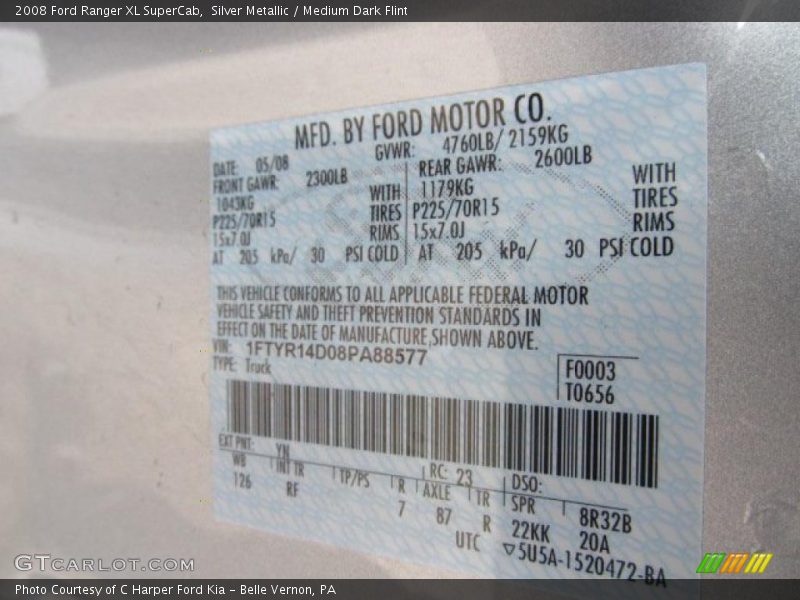 2008 Ford Ranger XL SuperCab,  Silver Metallic / Medium Dark Flint
MFD. BY FORD MOTOR CO.
DATE: 05/08 GVWR: 4760LB/ 2159KG
FRONT GAWR: 2300LB REAR GAWR: 2600LB
1043KG WITH 1179KG WITH
P225/70R15 TIRES P225/70R15 TIRES
15x7.0J RIMS 15x7.0J RIMS
AT 205 kPa/ 30 PSI COLD AT 205 kPa/ 30 PSI COLD
THIS VEHICLE CONFORMS TO ALL APPLICABLE FEDERAL MOTOR
VEHICLE SAFETY AND THEFT PREVENTION STANDARDS IN
EFFECT ON THE DATE OF MANUFACTURE,SHOWN ABOVE.
VIN: 1FTYR14D08PA88577
TYPE: Truck
F0003
T0656
EXT PNT: YN RC: 23 DSO:
WB INT TR TP/PS R AXLE TR SPR 8R32B
126 RF 7 87 R 22KK 20A
UTC ▽5U5A-1520472-BA
GTCARLOT.COM
Photo Courtesy of C Harper Ford Kia – Belle Vernon, PA